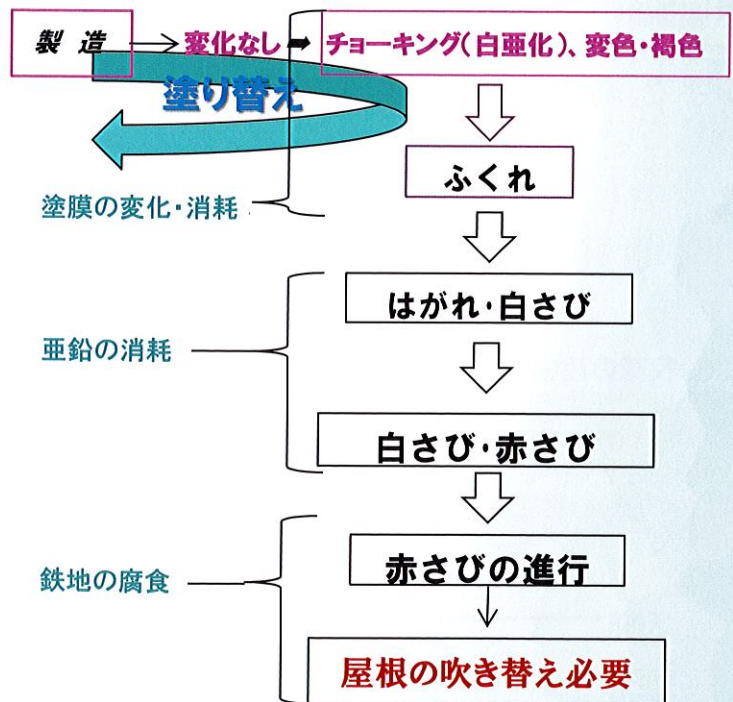 製造 → 変化なし ➡ チョーキング(白亜化)、変色・褐色
塗り替え
ふくれ
塗膜の変化・消耗
はがれ・白さび
亜鉛の消耗
白さび・赤さび
赤さびの進行
鉄地の腐食
屋根の吹き替え必要